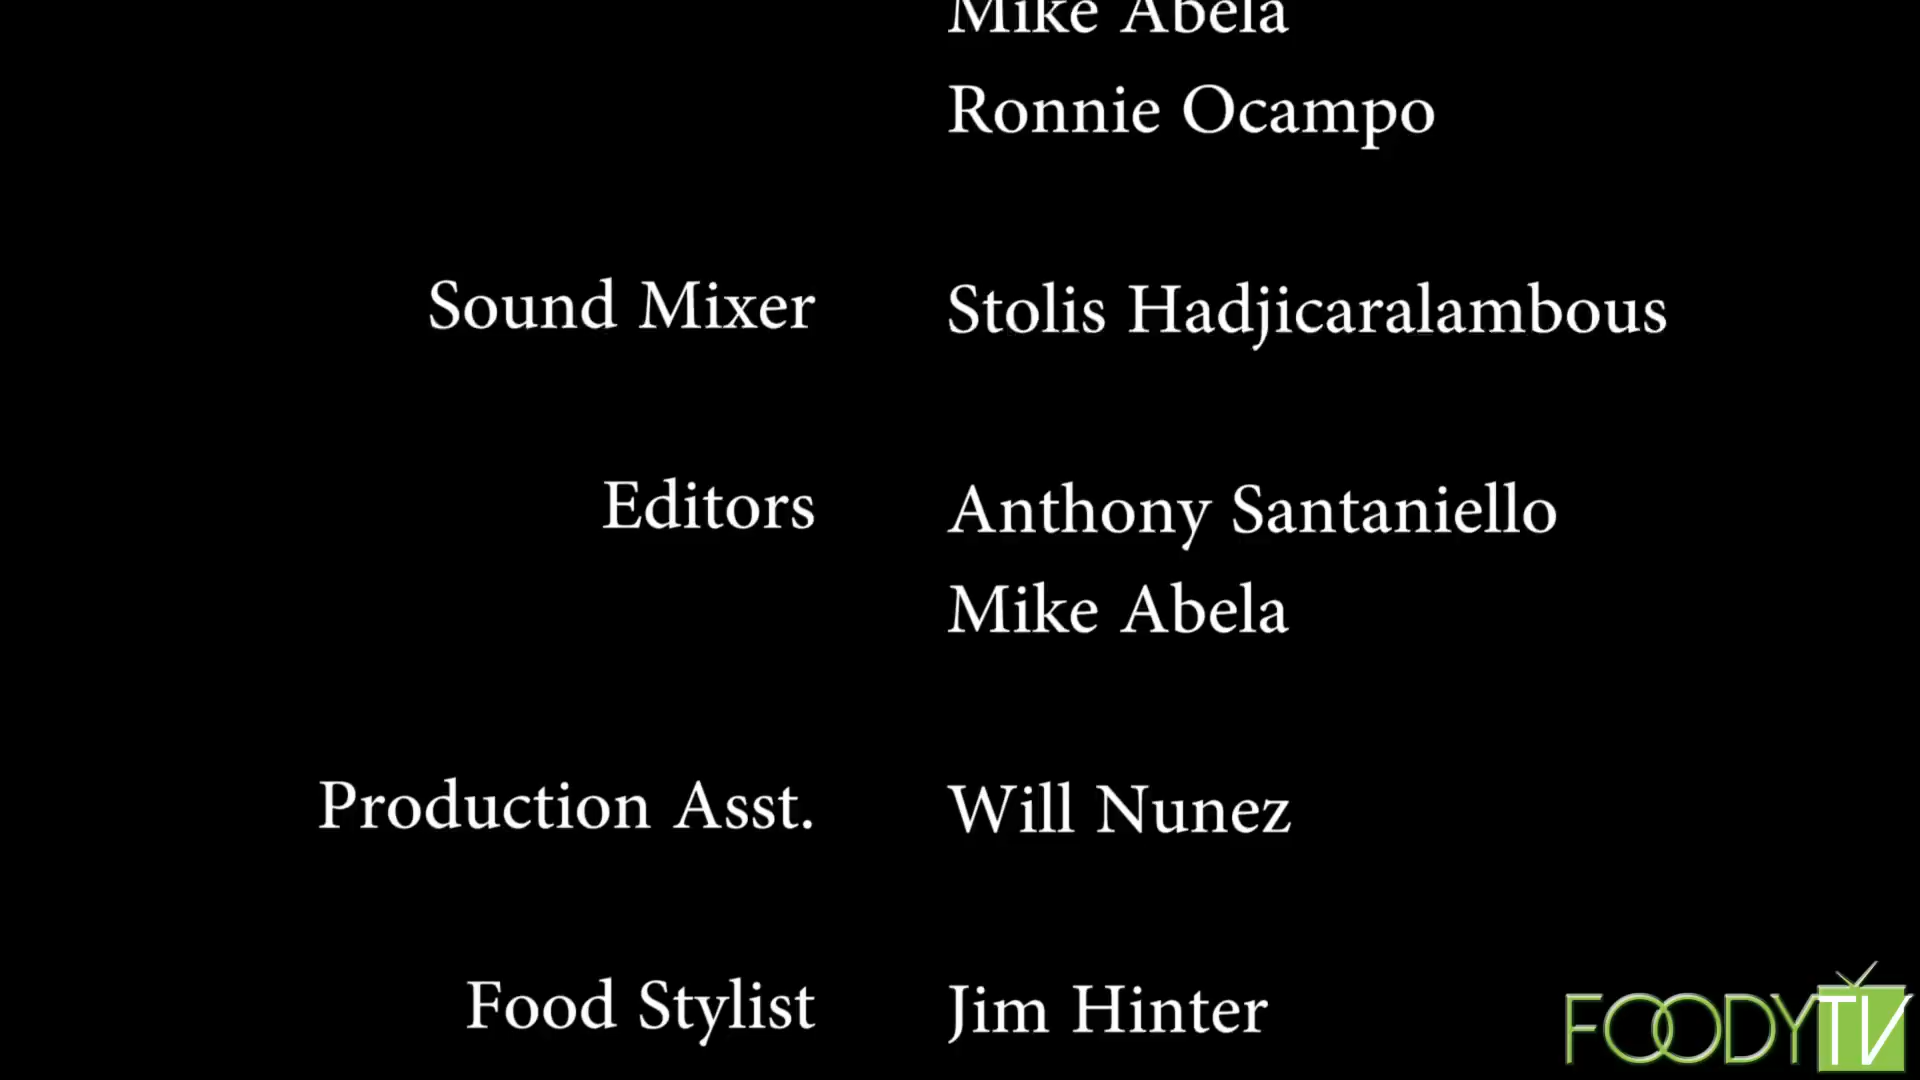 Mike Abela
Ronnie Ocampo
Sound Mixer Stolis Hadjicaralambous
Editors Anthony Santaniello
Mike Abela
Production Asst. Will Nunez
Food Stylist Jim Hinter
FOODYTV